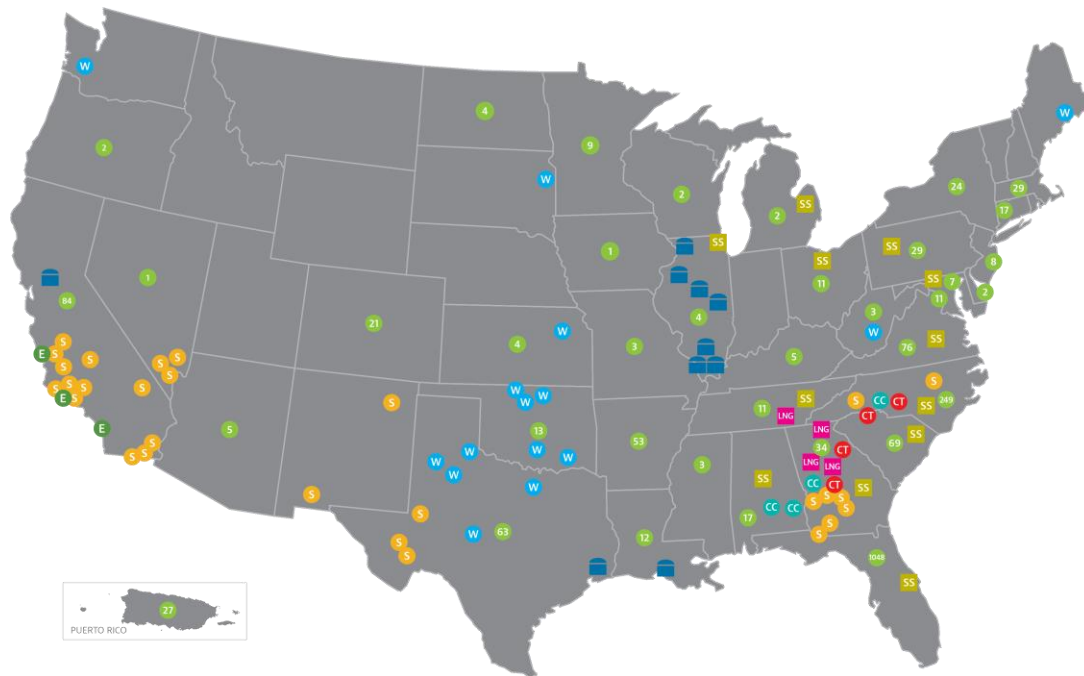 W
4
W
2
9
W
2
24
29
SS
2
17
SS
SS
29
8
1
1
SS
SS
7
2
84
11
11
4
3
W
21
W
76
SS
S
E
S
S
S
S
S
4
3
5
S
S
S
S
S
E
S
W
W
W
S
11
SS
LNG
S
CC
CT
CT
S
SS
249
E
S
5
13
53
LNG
34
CT
69
SS
S
S
S
W
W
W
W
W
3
LNG
LNG
SS
CC
CT
SS
S
W
S
S
S
S
S
17
CC
CC
S
W
63
12
S
S
S
S
1048
SS
27
PUERTO RICO